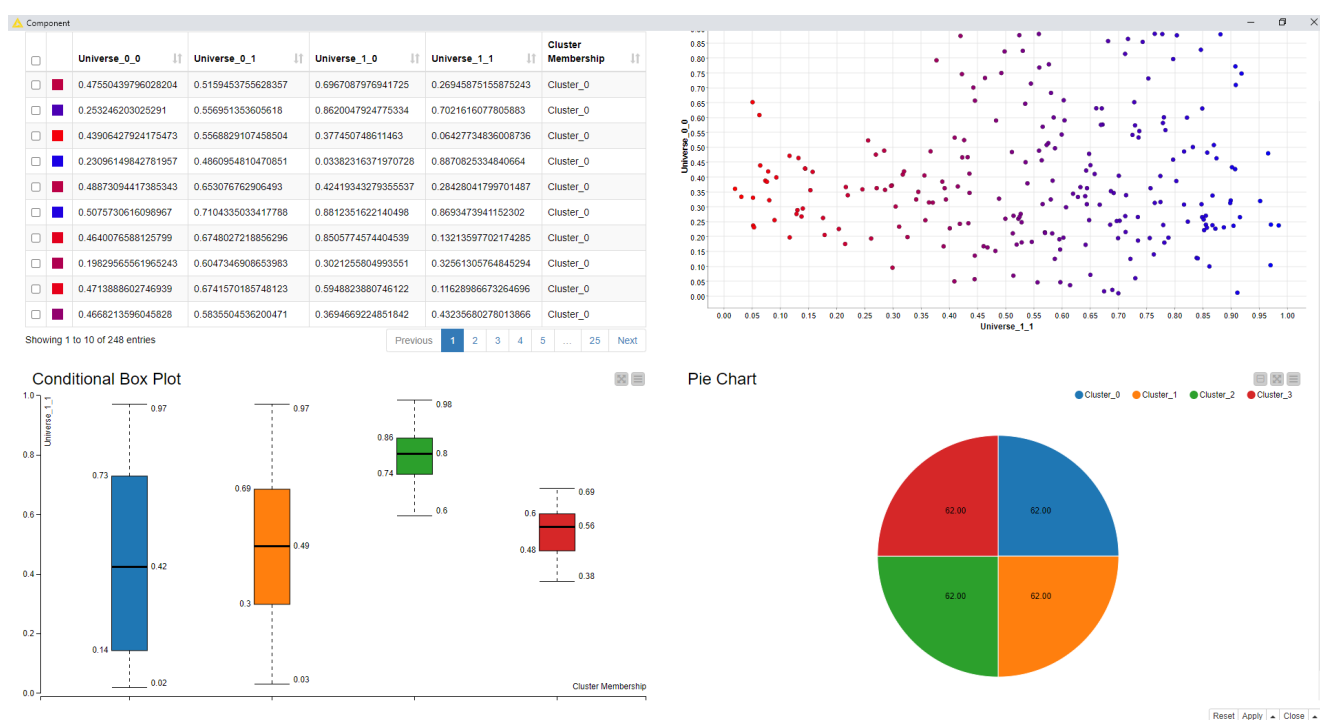 Component
Universe_0_0 Universe_0_1 Universe_1_0 Universe_1_1 Cluster Membership
0.47550439796028204 0.5159453755628357 0.6967087976941725 0.26945875155875243 Cluster_0
0.253246203025291 0.556951353605618 0.8620047924775334 0.7021616077805883 Cluster_0
0.43906427924175473 0.5568829107458504 0.377450748611463 0.06427734836008736 Cluster_0
0.23096149842781957 0.4860954810470851 0.03382316371970728 0.8870825334840664 Cluster_0
0.48873094417385343 0.653076762906493 0.42419343279355537 0.28428041799701487 Cluster_0
0.5075730616098967 0.7104335033417788 0.8812351622140498 0.8693473941152302 Cluster_0
0.4640076588125799 0.6748027218856296 0.8505774574404539 0.13213597702174285 Cluster_0
0.19829565561965243 0.6047346908653983 0.3021255804993551 0.32561305764845294 Cluster_0
0.4713888602746939 0.6741570185748123 0.5948823880746122 0.11628986673264696 Cluster_0
0.4668213596045828 0.5835504536200471 0.3694669224851842 0.43235680278013866 Cluster_0
Showing 1 to 10 of 248 entries
Previous 1 2 3 4 5 ... 25 Next
0.85
0.80
0.75
0.70
0.65
0.60
0.55
0.50
0.45
0.40
0.35
0.30
0.25
0.20
0.15
0.10
0.05
0.00
Universe_0_0
0.00 0.05 0.10 0.15 0.20 0.25 0.30 0.35 0.40 0.45 0.50 0.55 0.60 0.65 0.70 0.75 0.80 0.85 0.90 0.95 1.00
Universe_1_1
Conditional Box Plot
1.0
0.8
0.6
0.4
0.2
0.0
Universe_1_1
0.97
0.73
0.42
0.14
0.02
0.97
0.69
0.49
0.3
0.03
0.98
0.86
0.8
0.74
0.6
0.69
0.6
0.56
0.48
0.38
Cluster Membership
Pie Chart
Cluster_0 Cluster_1 Cluster_2 Cluster_3
62.00 62.00
62.00 62.00
Reset Apply Close